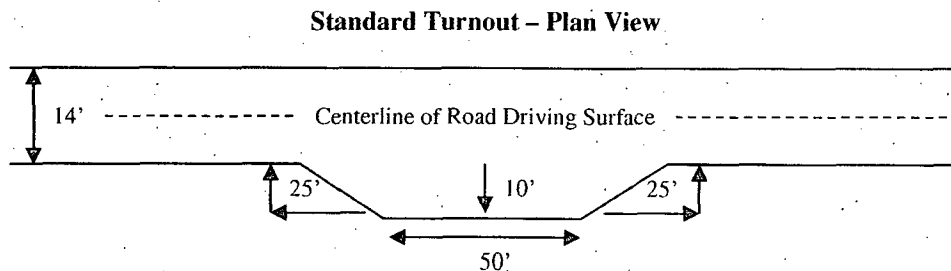 Standard Turnout – Plan View
14'
Centerline of Road Driving Surface
25'
10'
25'
50'